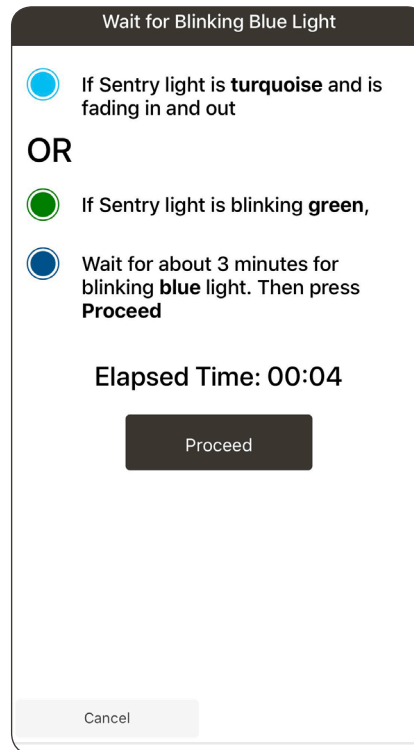 Wait for Blinking Blue Light
If Sentry light is turquoise and is
fading in and out
OR
If Sentry light is blinking green,
Wait for about 3 minutes for
blinking blue light. Then press
Proceed
Elapsed Time: 00:04
Proceed
Cancel